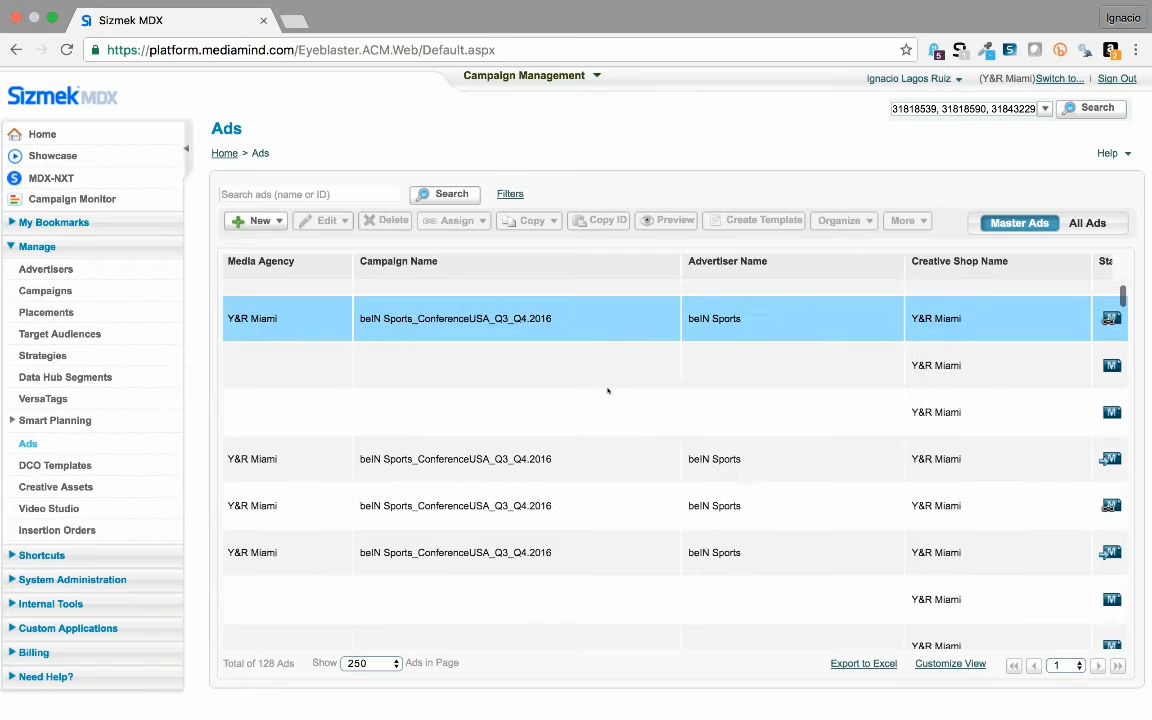 Sizmek MDX
Ignacio
https://platform.mediamind.com/Eyeblaster.ACM.Web/Default.aspx
5
2
Campaign Management
Ignacio Lagos Ruiz
(Y&R Miami) Switch to... | Sign Out
Sizmek MDX
31818539, 31818590, 31843229
Search
Home
Showcase
MDX-NXT
Campaign Monitor
My Bookmarks
Manage
Advertisers
Campaigns
Placements
Target Audiences
Strategies
Data Hub Segments
VersaTags
Smart Planning
Ads
DCO Templates
Creative Assets
Video Studio
Insertion Orders
Shortcuts
System Administration
Internal Tools
Custom Applications
Billing
Need Help?
Ads
Home > Ads
Help
Search ads (name or ID)
Search
Filters
New Edit Delete Assign Copy Copy ID Preview Create Template Organize More
Master Ads All Ads
Media Agency Campaign Name Advertiser Name Creative Shop Name Sta
Y&R Miami beIN Sports_ConferenceUSA_Q3_Q4.2016 beIN Sports Y&R Miami
Y&R Miami
Y&R Miami
Y&R Miami beIN Sports_ConferenceUSA_Q3_Q4.2016 beIN Sports Y&R Miami
Y&R Miami beIN Sports_ConferenceUSA_Q3_Q4.2016 beIN Sports Y&R Miami
Y&R Miami beIN Sports_ConferenceUSA_Q3_Q4.2016 beIN Sports Y&R Miami
Y&R Miami
Y&R Miami
Total of 128 Ads Show 250 Ads in Page
Export to Excel Customize View 1